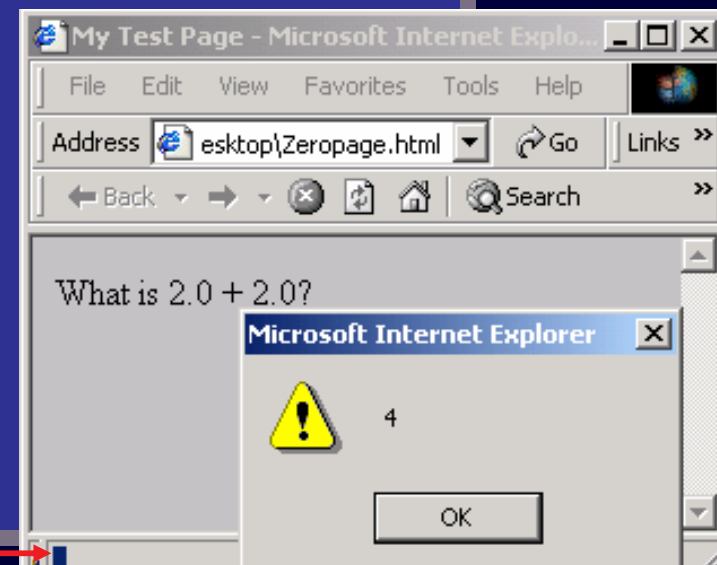 My Test Page - Microsoft Internet Explo...
File Edit View Favorites Tools Help
Address esktop\Zeropage.html Go Links »
Back Search »
What is 2.0 + 2.0?
Microsoft Internet Explorer
4
OK